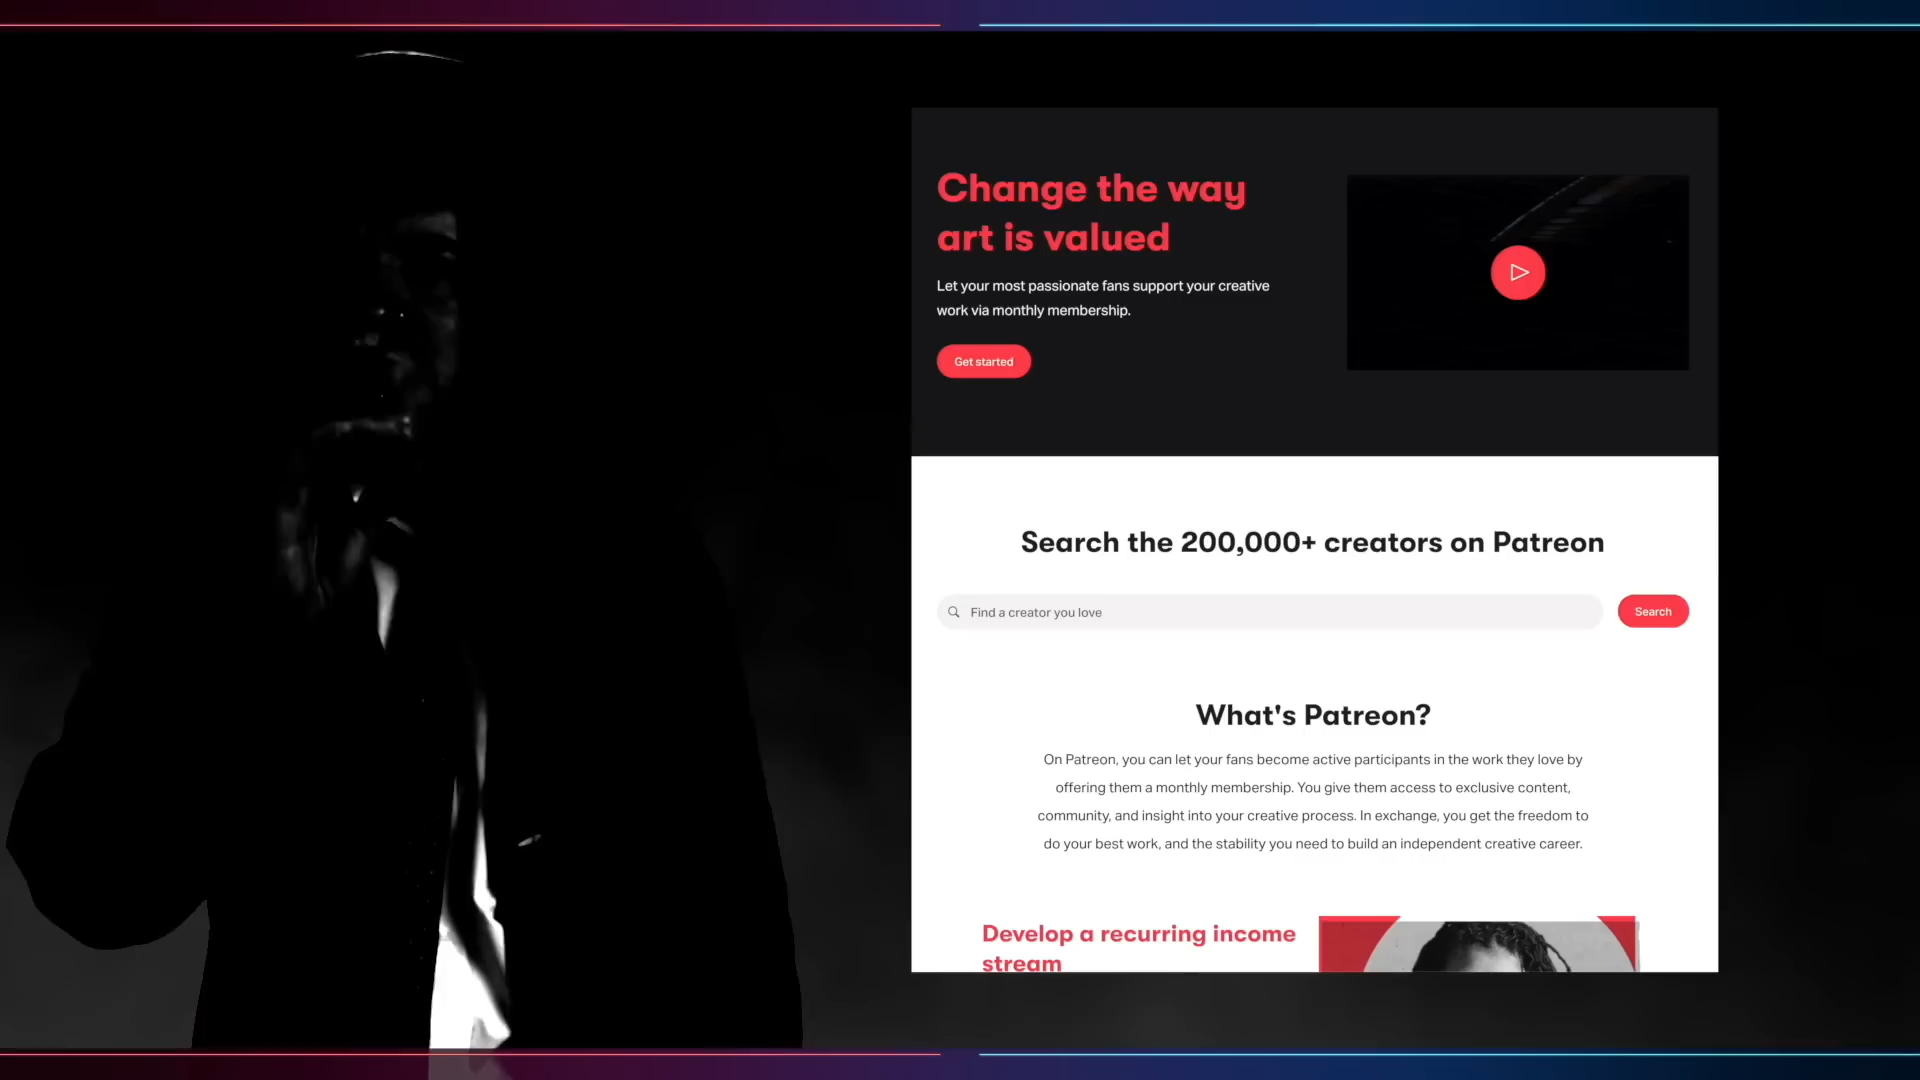 Change the way
art is valued
Let your most passionate fans support your creative
work via monthly membership.
Get started
Search the 200,000+ creators on Patreon
Find a creator you love
Search
What's Patreon?
On Patreon, you can let your fans become active participants in the work they love by
offering them a monthly membership. You give them access to exclusive content,
community, and insight into your creative process. In exchange, you get the freedom to
do your best work, and the stability you need to build an independent creative career.
Develop a recurring income
stream